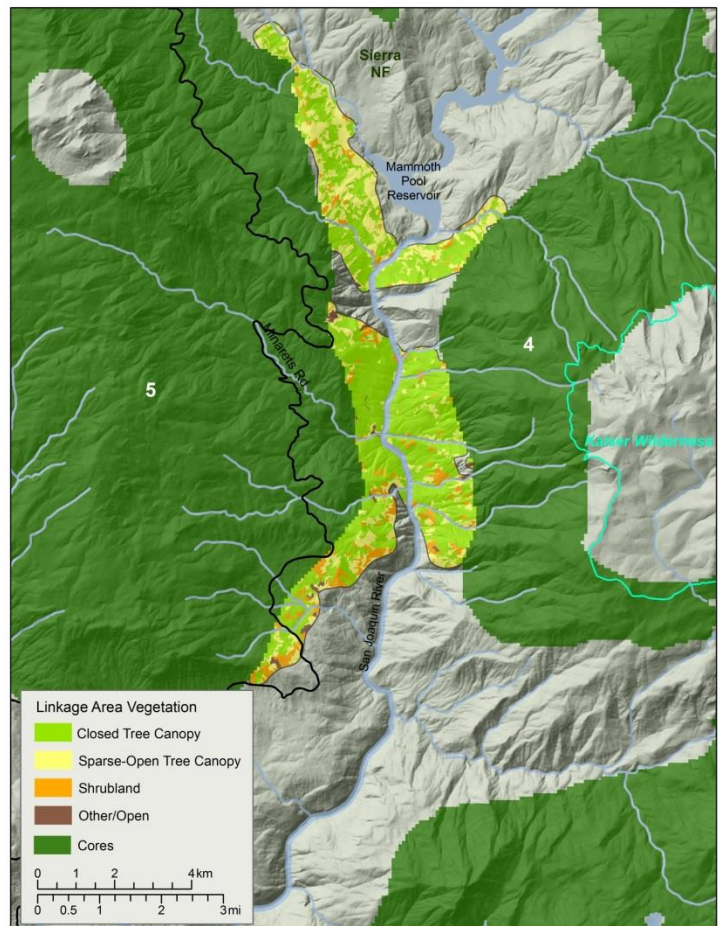 Sierra
NF
Mammoth
Pool
Reservoir
Minarets Rd
4
5
Kaiser Wilderness
San Joaquin River
Linkage Area Vegetation
Closed Tree Canopy
Sparse-Open Tree Canopy
Shrubland
Other/Open
Cores
0 1 2 4 km
0 0.5 1 2 3 mi